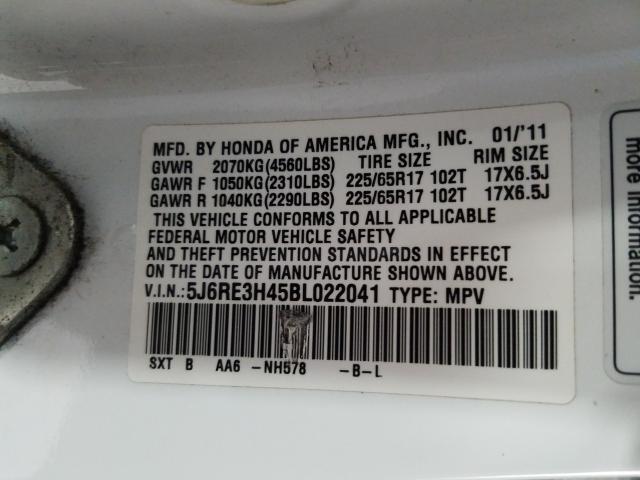 MFD. BY HONDA OF AMERICA MFG., INC. 01/'11
GVWR 2070KG(4560LBS) TIRE SIZE RIM SIZE
GAWR F 1050KG(2310LBS) 225/65R17 102T 17X6.5J
GAWR R 1040KG(2290LBS) 225/65R17 102T 17X6.5J
THIS VEHICLE CONFORMS TO ALL APPLICABLE
FEDERAL MOTOR VEHICLE SAFETY
AND THEFT PREVENTION STANDARDS IN EFFECT
ON THE DATE OF MANUFACTURE SHOWN ABOVE.
V.I.N.:5J6RE3H45BL022041 TYPE: MPV
SXT B AA6 -NH578 -B-L
more information.